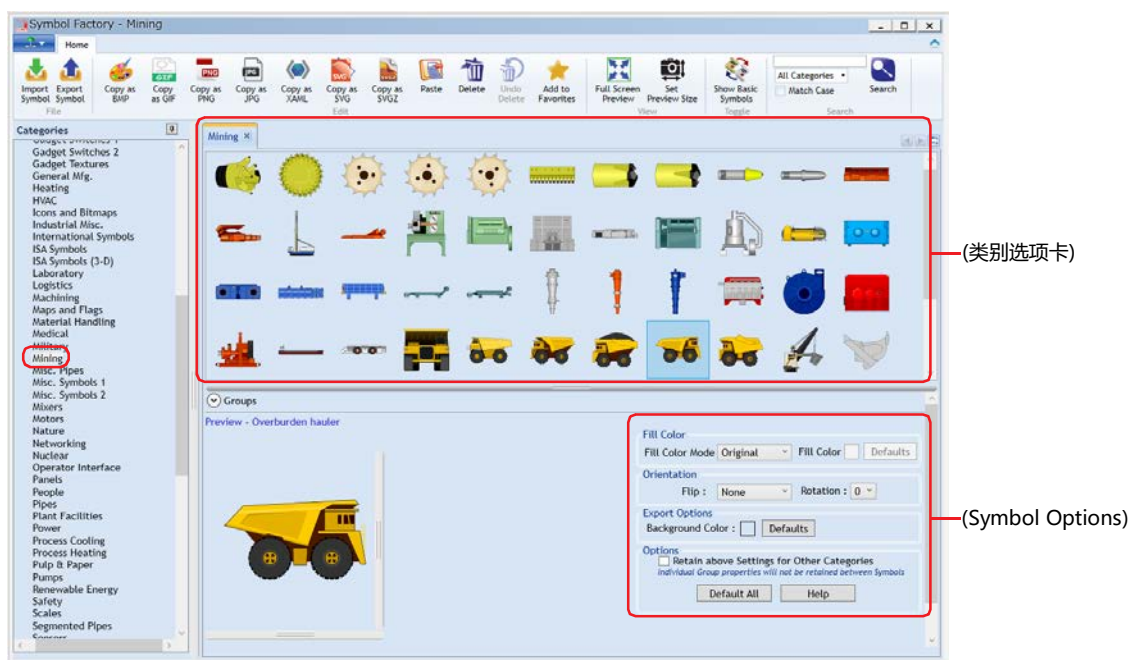 Symbol Factory - Mining
Home
Import Symbol
Export Symbol
Copy as BMP
Copy as GIF
Copy as PNG
Copy as JPG
Copy as XAML
Copy as SVG
Copy as SVGZ
Paste
Delete
Undo Delete
Add to Favorites
Full Screen Preview
Set Preview Size
Show Basic Symbols
All Categories
Match Case
Search
File
Edit
View
Toggle
Search
Categories
Gadget Switches 1
Gadget Switches 2
Gadget Textures
General Mfg.
Heating
HVAC
Icons and Bitmaps
Industrial Misc.
International Symbols
ISA Symbols
ISA Symbols (3-D)
Laboratory
Logistics
Machining
Maps and Flags
Material Handling
Medical
Military
Mining
Misc. Pipes
Misc. Symbols 1
Misc. Symbols 2
Mixers
Motors
Nature
Networking
Nuclear
Operator Interface
Panels
People
Pipes
Plant Facilities
Power
Process Cooling
Process Heating
Pulp & Paper
Pumps
Renewable Energy
Safety
Scales
Segmented Pipes
Sensors
Mining
(类别选项卡)
Groups
Preview - Overburden hauler
Fill Color
Fill Color Mode Original Fill Color Defaults
Orientation
Flip : None Rotation : 0
Export Options
Background Color : Defaults
Options
Retain above Settings for Other Categories
Individual Group properties will not be retained between Symbols
Default All Help
(Symbol Options)